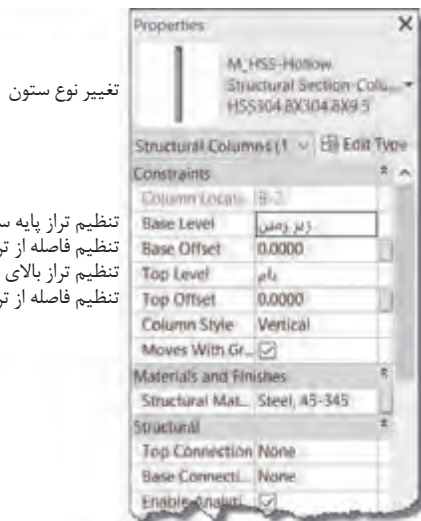 Properties
M_HSS-Hollow
Structural Section-Colu...
HSS304.8X304.8X9.5
تغییر نوع ستون
Structural Columns (1
Edit Type
Constraints
Column Locati.. B-2
تنظیم تراز پایه
Base Level زیر زمین
تنظیم فاصله از
Base Offset 0.0000
تنظیم تراز بالای
Top Level بام
تنظیم فاصله از
Top Offset 0.0000
Column Style Vertical
Moves With Gr...
Materials and Finishes
Structural Mat... Steel, 45-345
Structural
Top Connection None
Base Connecti... None
Enable Analyti...